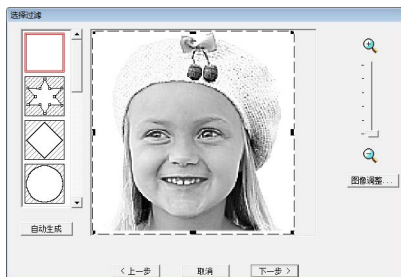 选择过滤
图像调整...
自动生成
<上一步
取消
下一步>